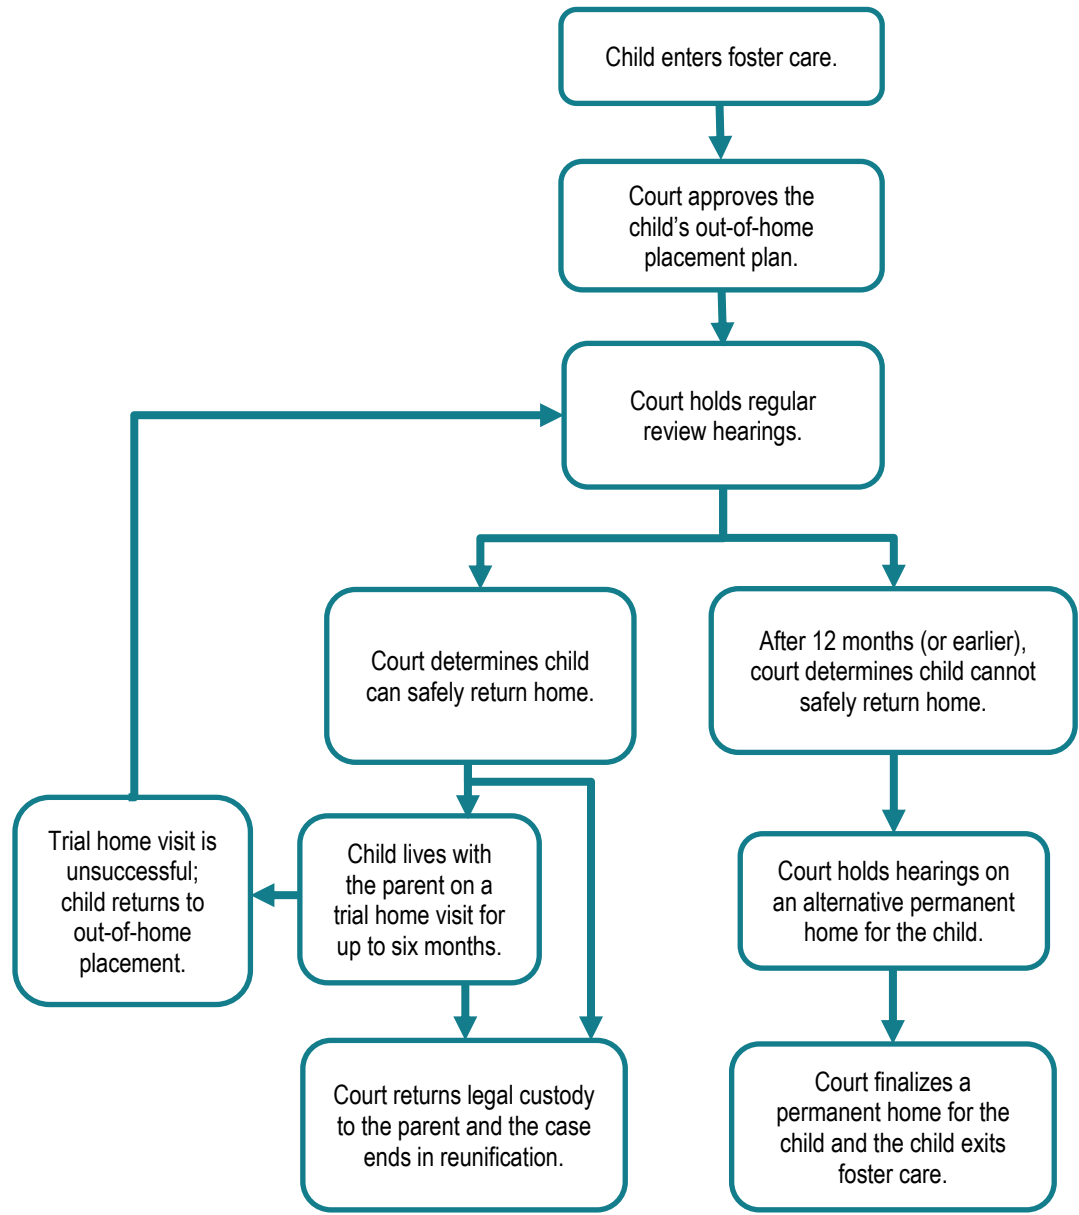 Child enters foster care.
Court approves the
child's out-of-home
placement plan.
Court holds regular
review hearings.
Court determines child
can safely return home.
After 12 months (or earlier),
court determines child cannot
safely return home.
Trial home visit is
unsuccessful;
child returns to
out-of-home
placement.
Child lives with
the parent on a
trial home visit for
up to six months.
Court holds hearings on
an alternative permanent
home for the child.
Court returns legal custody
to the parent and the case
ends in reunification.
Court finalizes a
permanent home for the
child and the child exits
foster care.